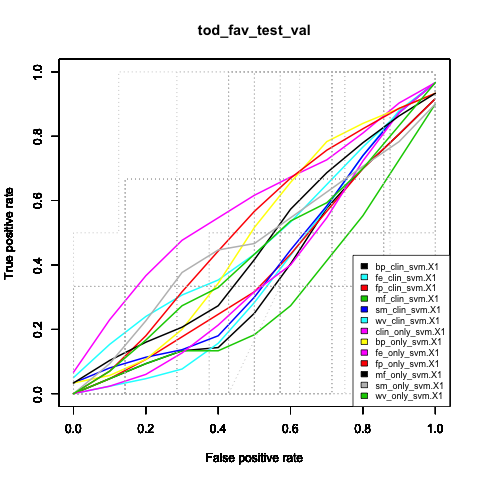 tod_fav_test_val
True positive rate
1.0
0.8
0.6
0.4
0.2
0.0
bp_clin_svm.X1
fe_clin_svm.X1
fp_clin_svm.X1
mf_clin_svm.X1
sm_clin_svm.X1
wv_clin_svm.X1
clin_only_svm.X1
bp_only_svm.X1
fe_only_svm.X1
fp_only_svm.X1
mf_only_svm.X1
sm_only_svm.X1
wv_only_svm.X1
0.0 0.2 0.4 0.6 0.8 1.0
False positive rate